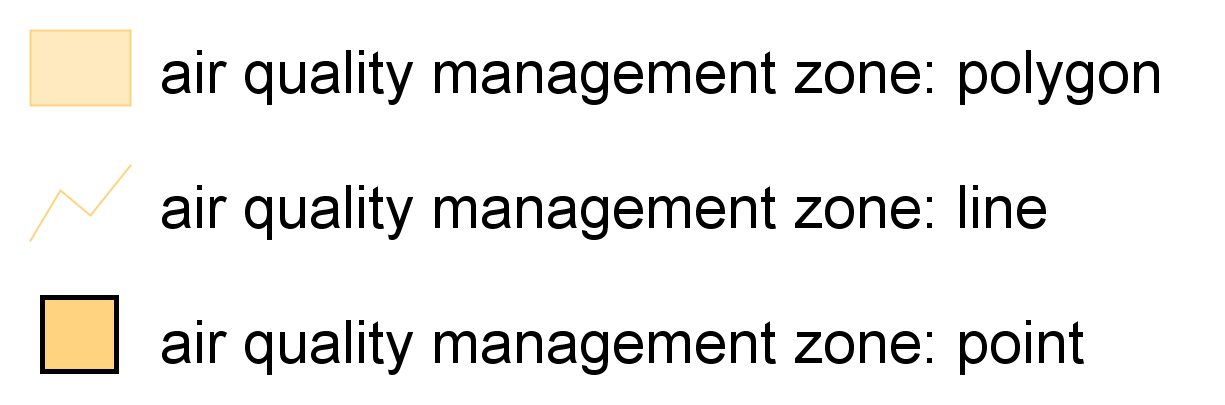 air quality management zone: polygon
air quality management zone: line
air quality management zone: point